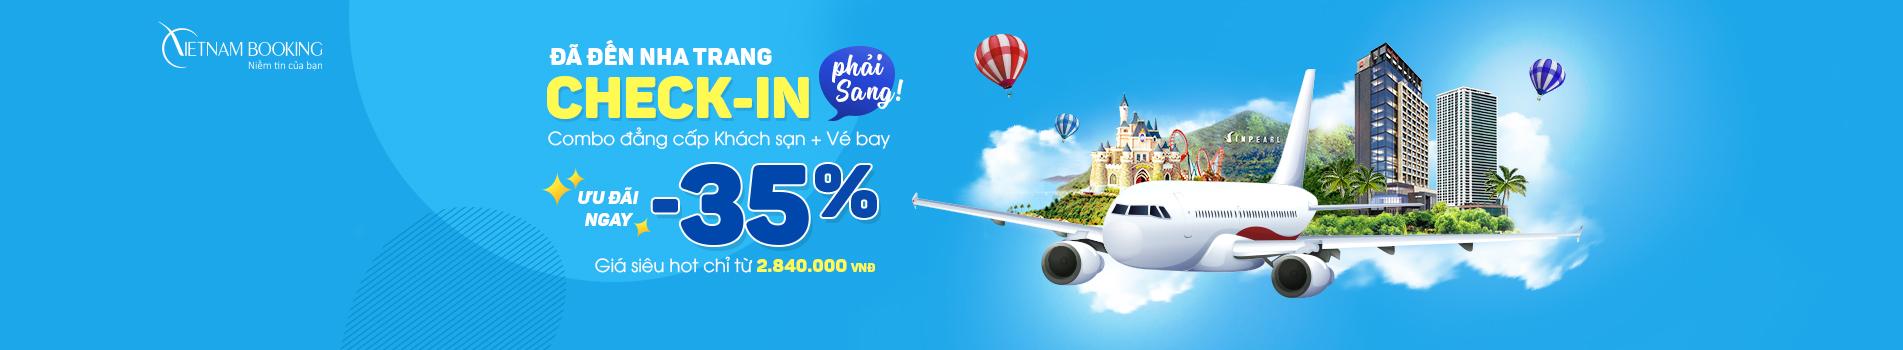 VIETNAM BOOKING
Niềm tin của bạn
ĐÃ ĐẾN NHA TRANG
CHECK-IN
phải
Sang!
Combo đẳng cấp Khách sạn + Vé bay
ƯU ĐÃI
NGAY
-35%
Giá siêu hot chỉ từ 2.840.000 VNĐ
VINPEARL